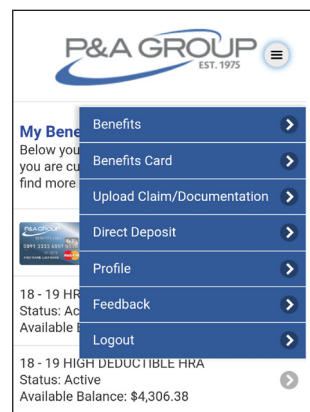 P&A GROUP
EST. 1975
My Bene
Below you
you are cu
find more
Benefits
Benefits Card
Upload Claim/Documentation
Direct Deposit
Profile
Feedback
Logout
P&A GROUP
18 - 19 HR
Status: Ac
Available B
18 - 19 HIGH DEDUCTIBLE HRA
Status: Active
Available Balance: $4,306.38